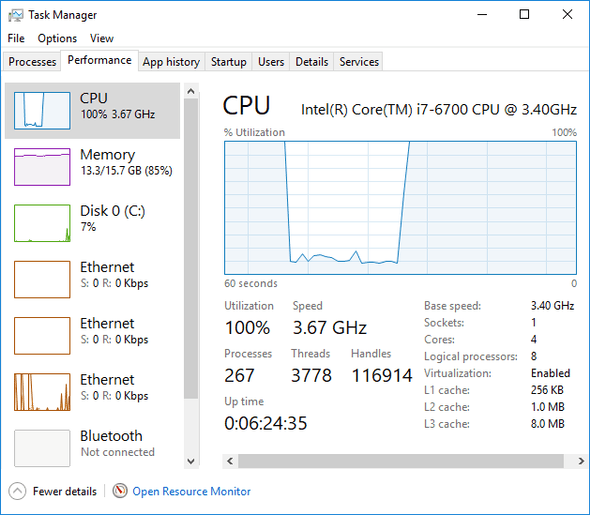 Task Manager
File Options View
Processes Performance App history Startup Users Details Services
CPU
100% 3.67 GHz
Memory
13.3/15.7 GB (85%)
Disk 0 (C:)
7%
Ethernet
S: 0 R: 0 Kbps
Ethernet
S: 0 R: 0 Kbps
Ethernet
S: 0 R: 0 Kbps
Bluetooth
Not connected
CPU Intel(R) Core(TM) i7-6700 CPU @ 3.40GHz
% Utilization 100%
60 seconds 0
Utilization Speed
100% 3.67 GHz
Processes Threads Handles
267 3778 116914
Up time
0:06:24:35
Base speed: 3.40 GHz
Sockets: 1
Cores: 4
Logical processors: 8
Virtualization: Enabled
L1 cache: 256 KB
L2 cache: 1.0 MB
L3 cache: 8.0 MB
Fewer details Open Resource Monitor